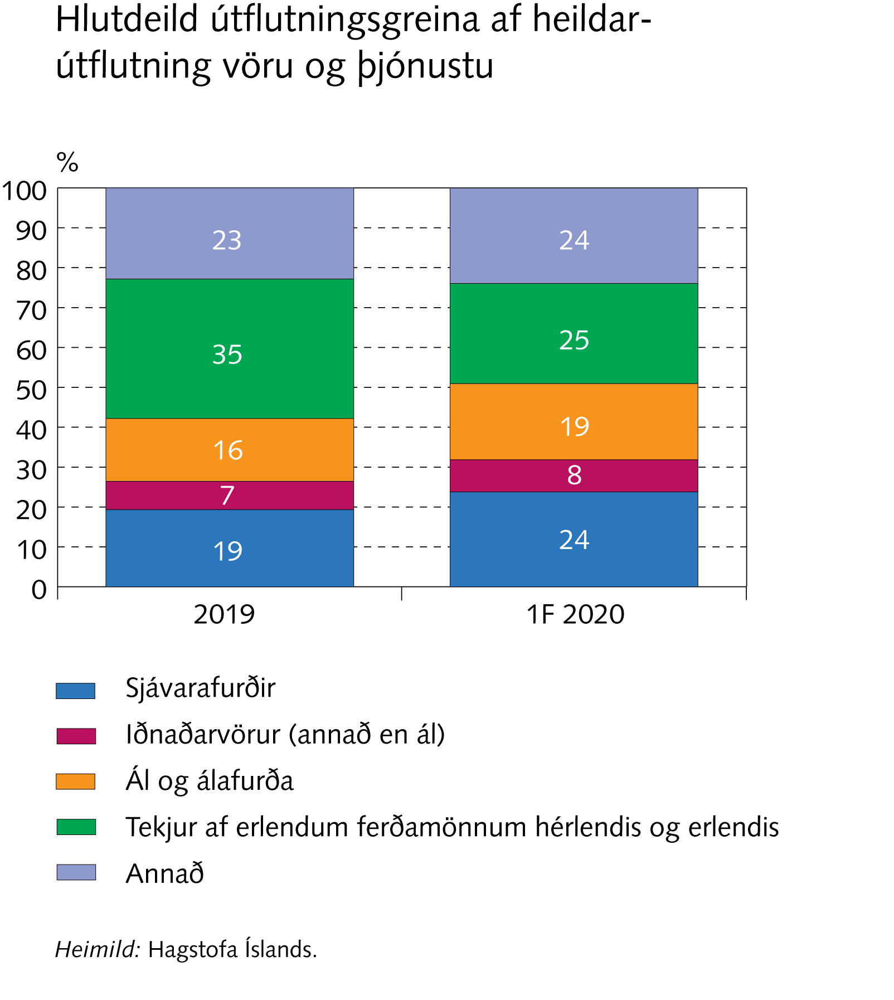 Hlutdeild útflutningsgreina af heildar-
útflutning vöru og þjónustu
%
100
90
80
70
60
50
40
30
20
10
0
23
35
16
7
19
24
25
19
8
24
2019
1F 2020
Sjávarafurðir
Iðnaðarvörur (annað en ál)
Ál og álafurða
Tekjur af erlendum ferðamönnum hérlendis og erlendis
Annað
Heimild: Hagstofa Íslands.